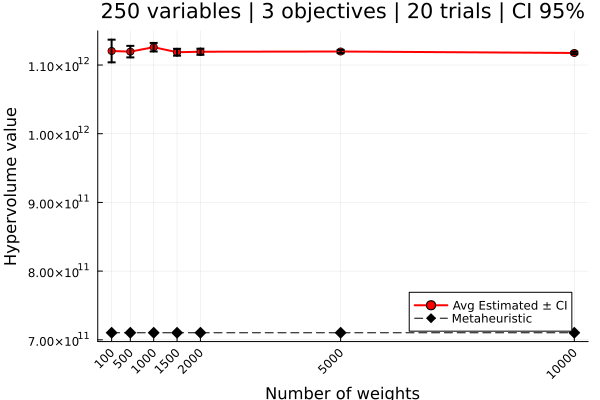 250 variables | 3 objectives | 20 trials | CI 95%
Hypervolume value
1.10×10¹²
1.00×10¹²
9.00×10¹¹
8.00×10¹¹
7.00×10¹¹
Avg Estimated ± CI
Metaheuristic
100 500 1000 1500 2000 5000 10000
Number of weights